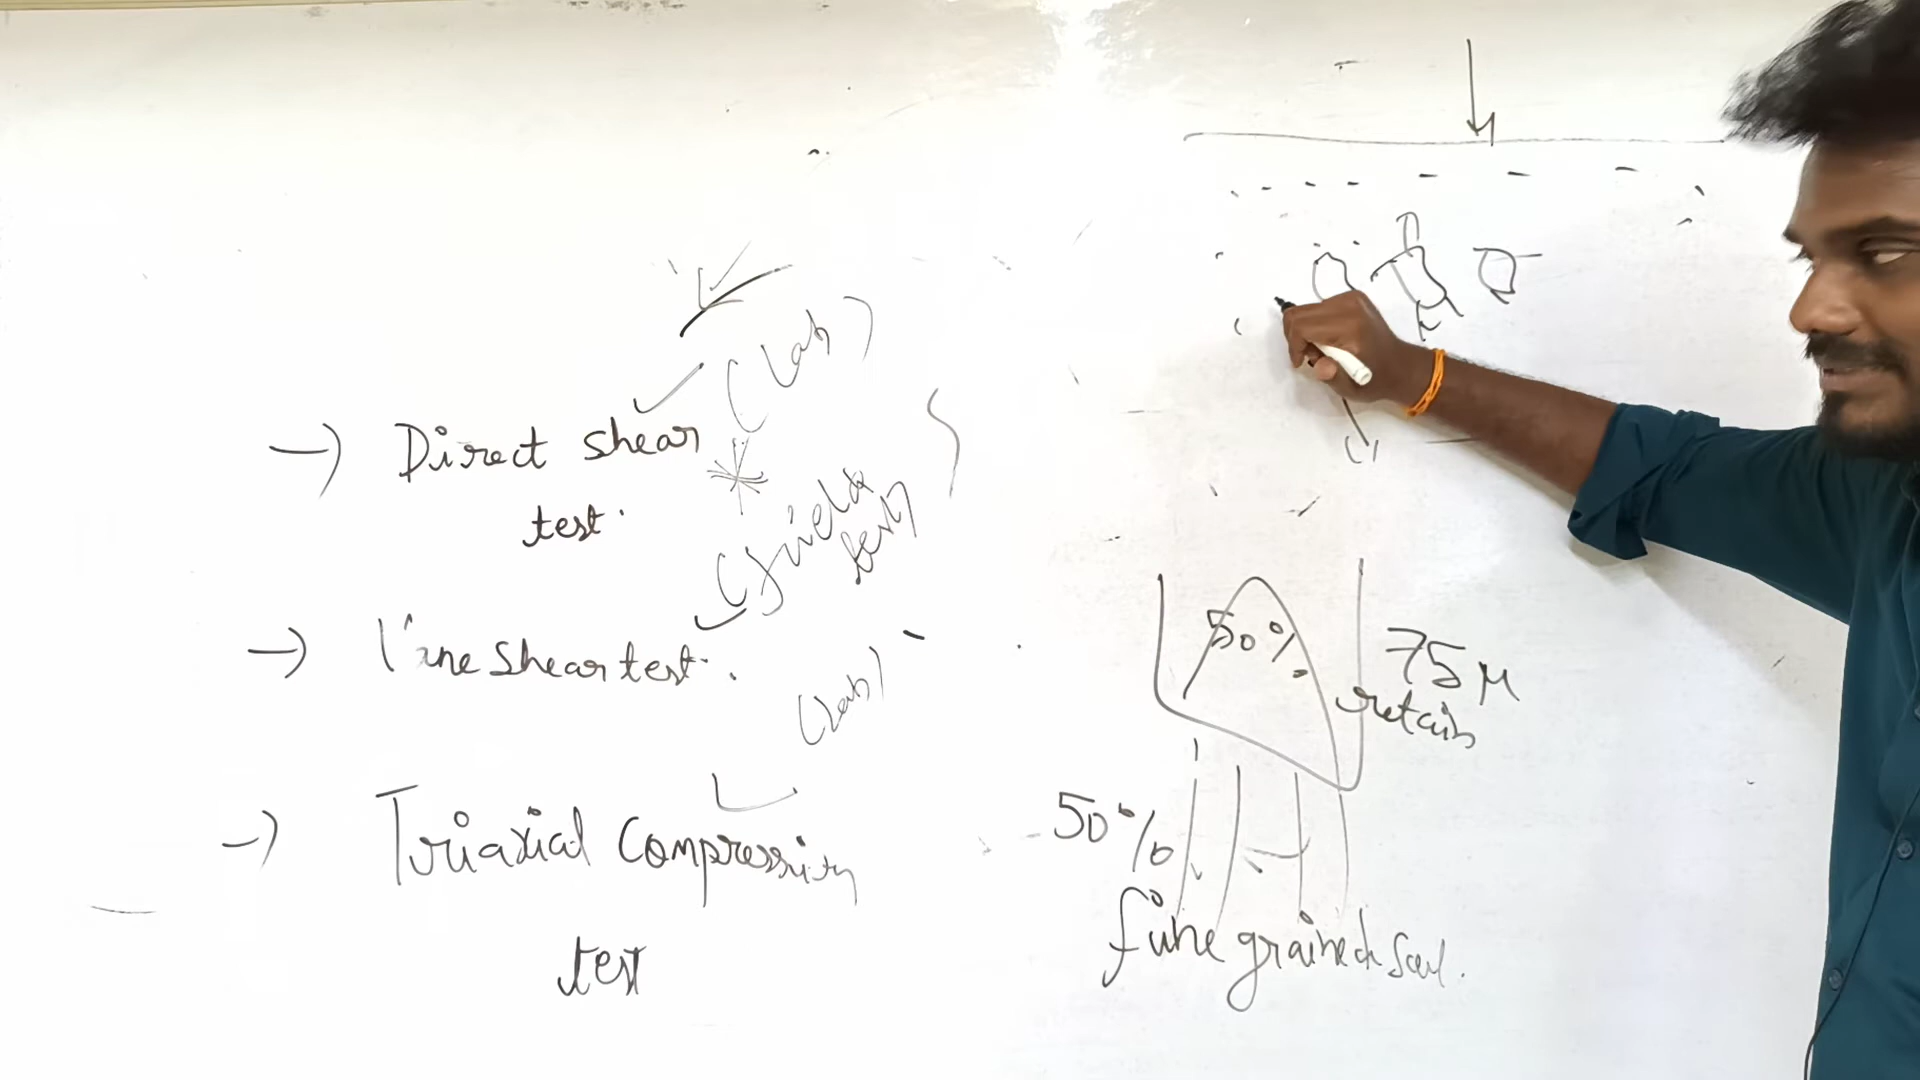 → Direct shear (Lab)
test.
(field
test)
→ Vane Shear test.
(Lab)
→ Triaxial Compression
test
50%
75 μ
retain
50%
fine grained soil.